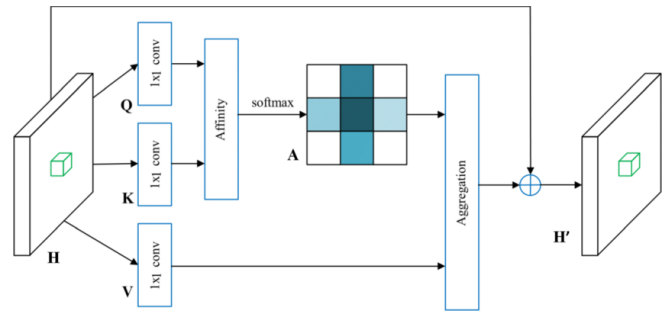 1x1 conv
Q
1x1 conv
K
1x1 conv
V
H
Affinity
softmax
A
Aggregation
H'